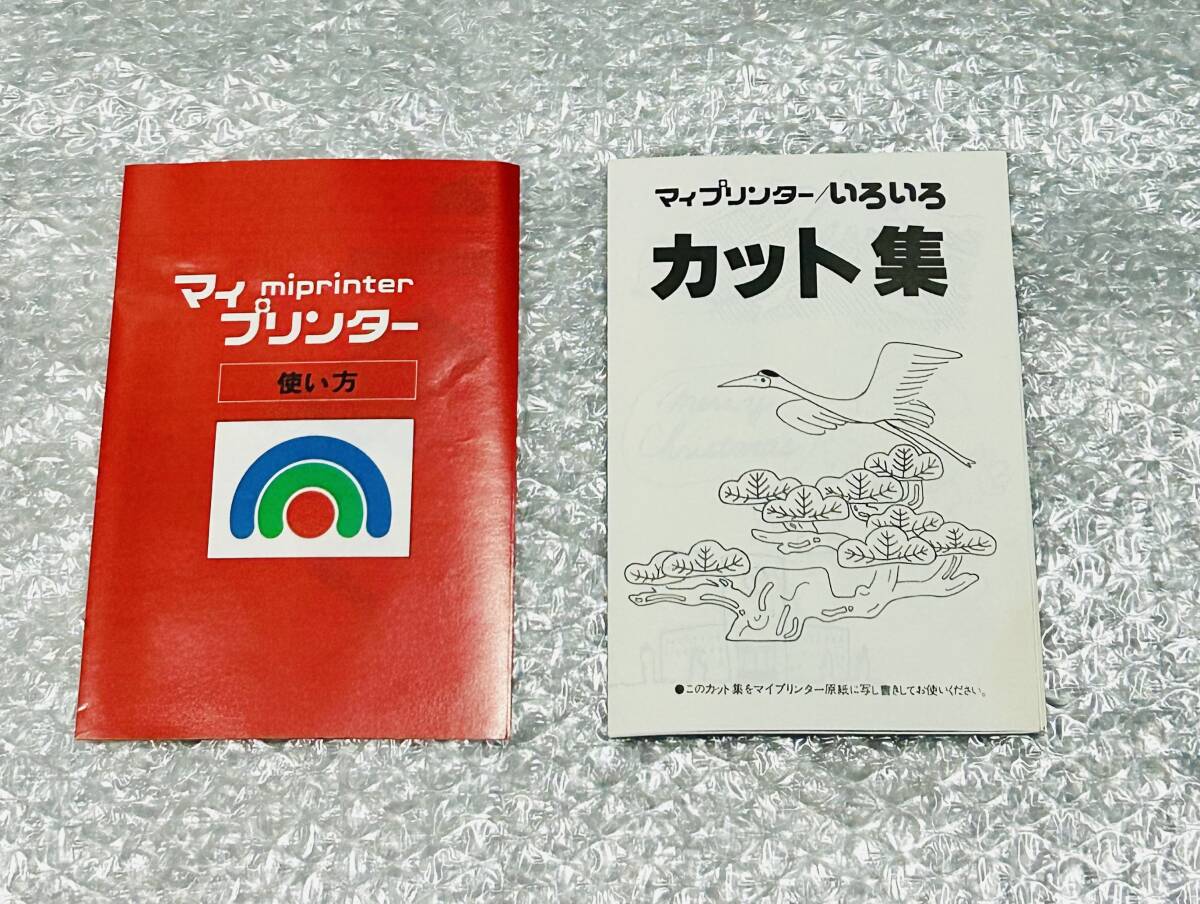 マイ miprinter
プリンター
使い方
マイプリンター/いろいろ
カット集
merry
Christmas
●このカット集をマイプリンター原紙に写し書きしてお使いください。